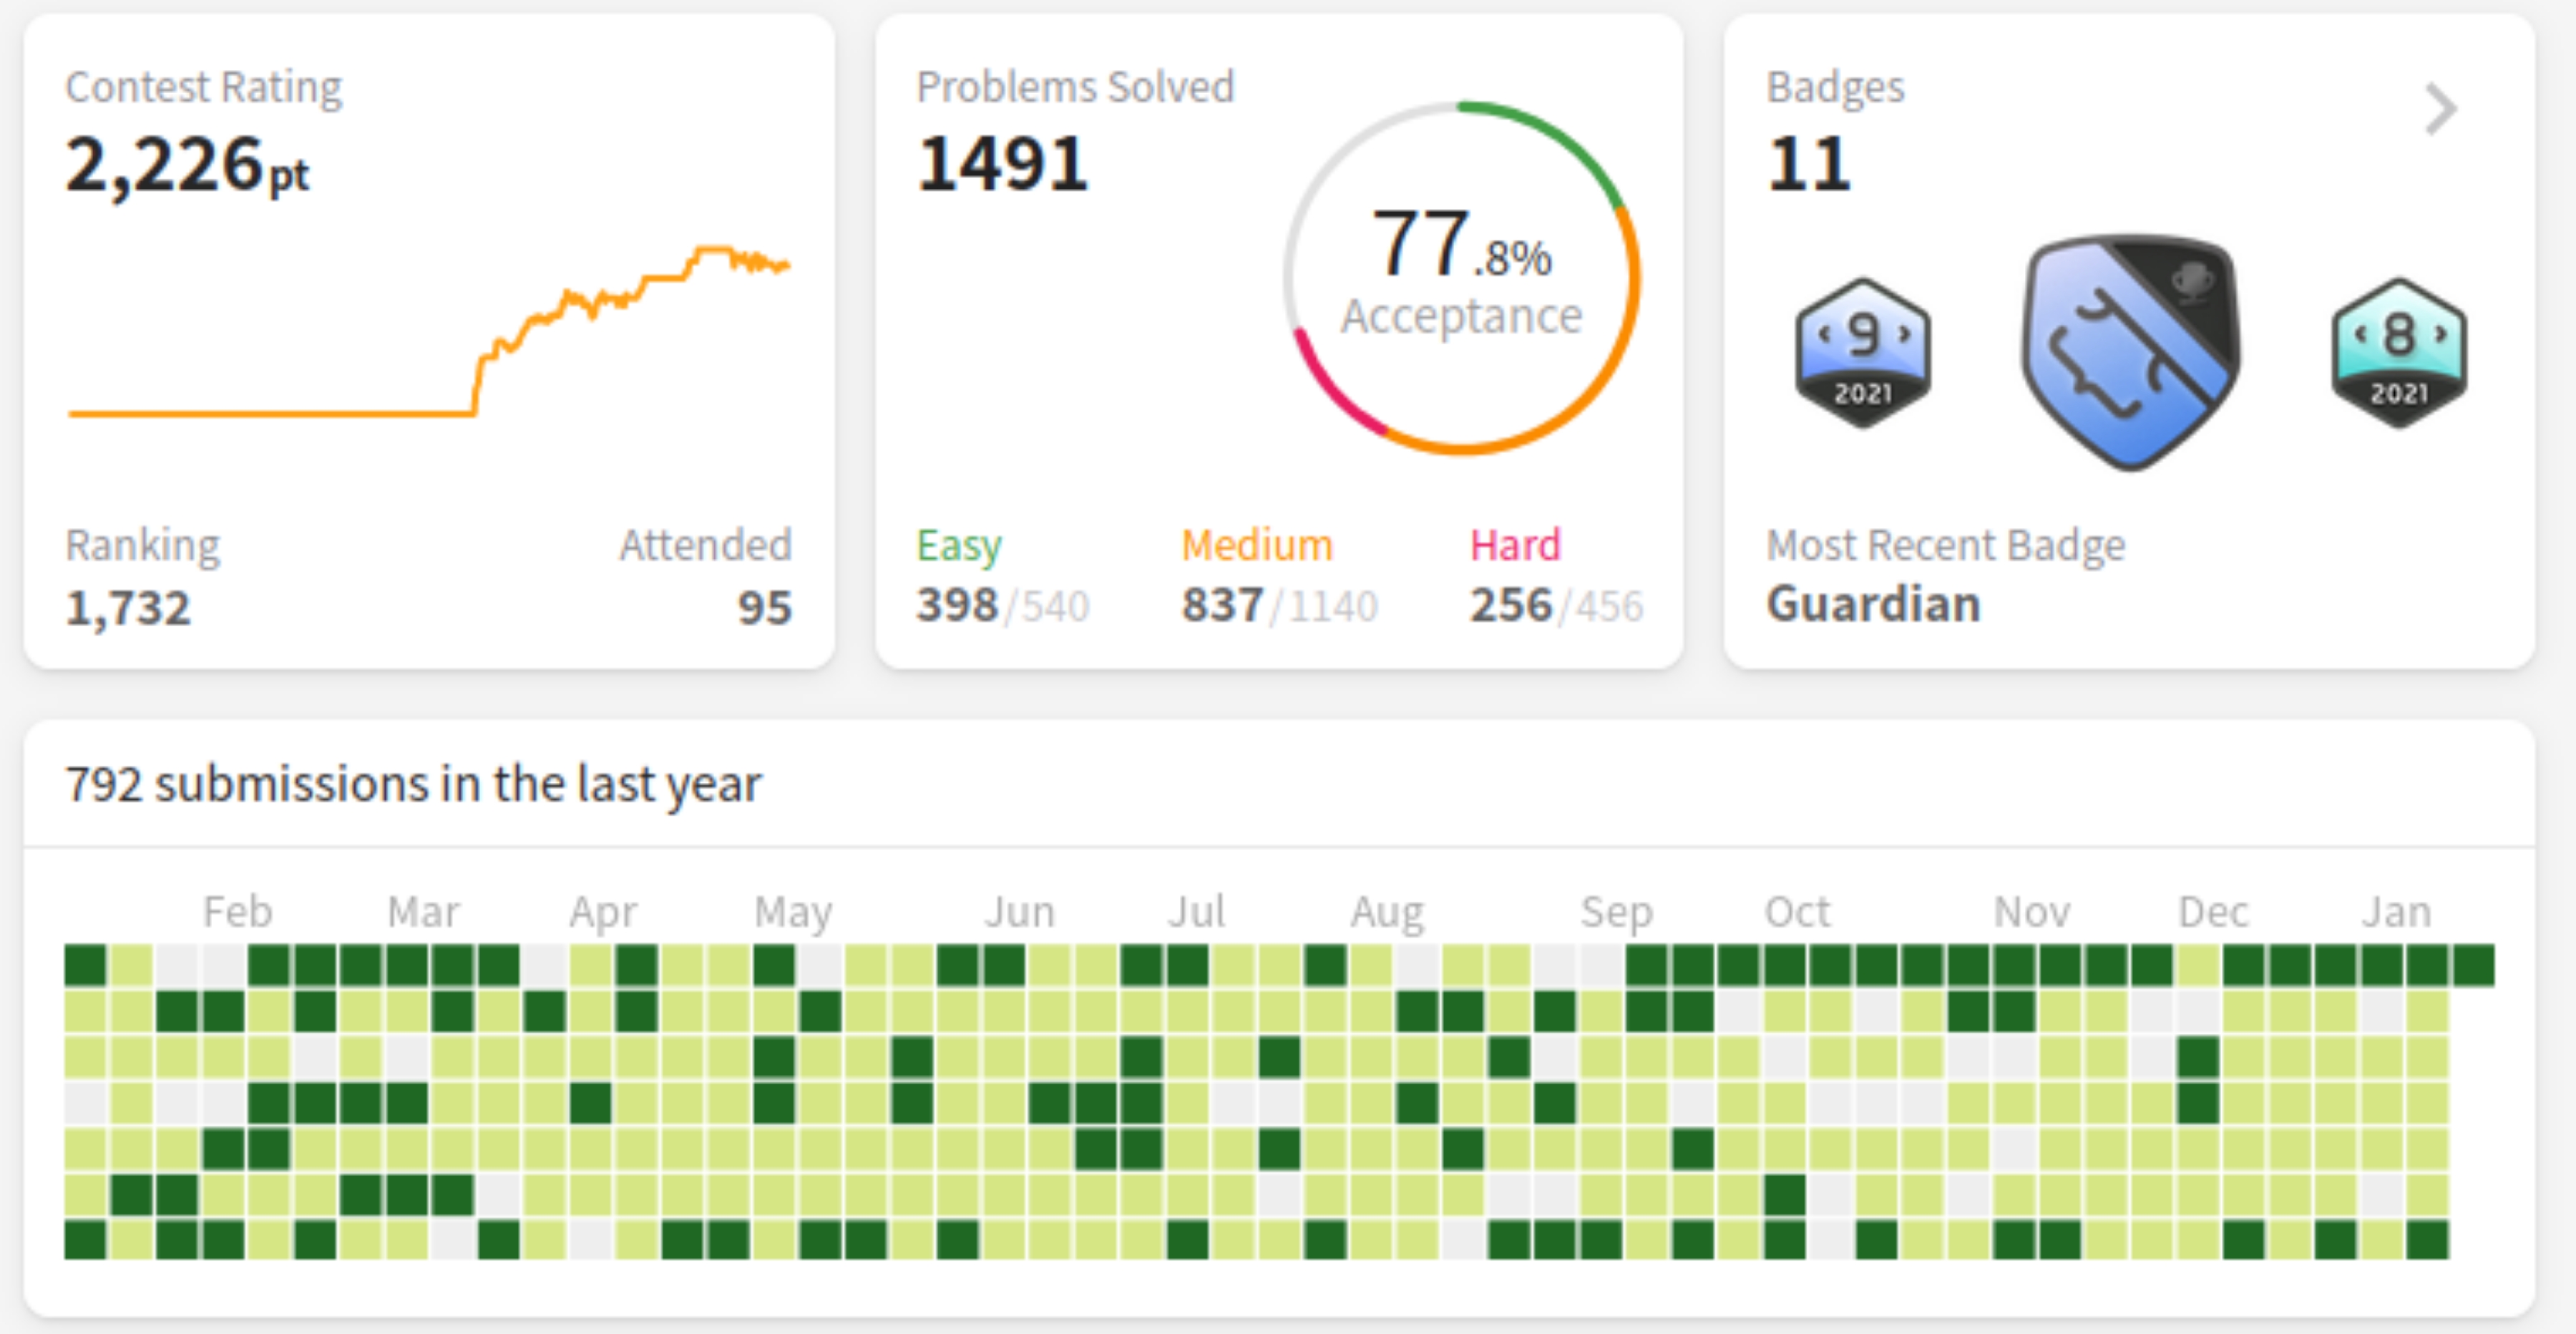 Contest Rating
2,226pt
Ranking
Attended
1,732
95
Problems Solved
1491
77.8%
Acceptance
Easy
Medium
Hard
398/540
837/1140
256/456
Badges
11
‹ 9 ›
2021
‹ 8 ›
2021
Most Recent Badge
Guardian
792 submissions in the last year
Feb Mar Apr May Jun Jul Aug Sep Oct Nov Dec Jan